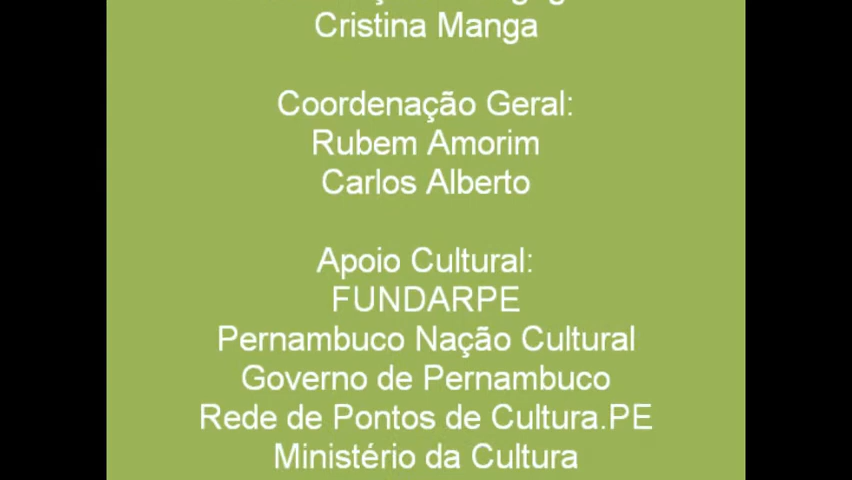 Cristina Manga
Coordenação Geral:
Rubem Amorim
Carlos Alberto
Apoio Cultural:
FUNDARPE
Pernambuco Nação Cultural
Governo de Pernambuco
Rede de Pontos de Cultura.PE
Ministério da Cultura